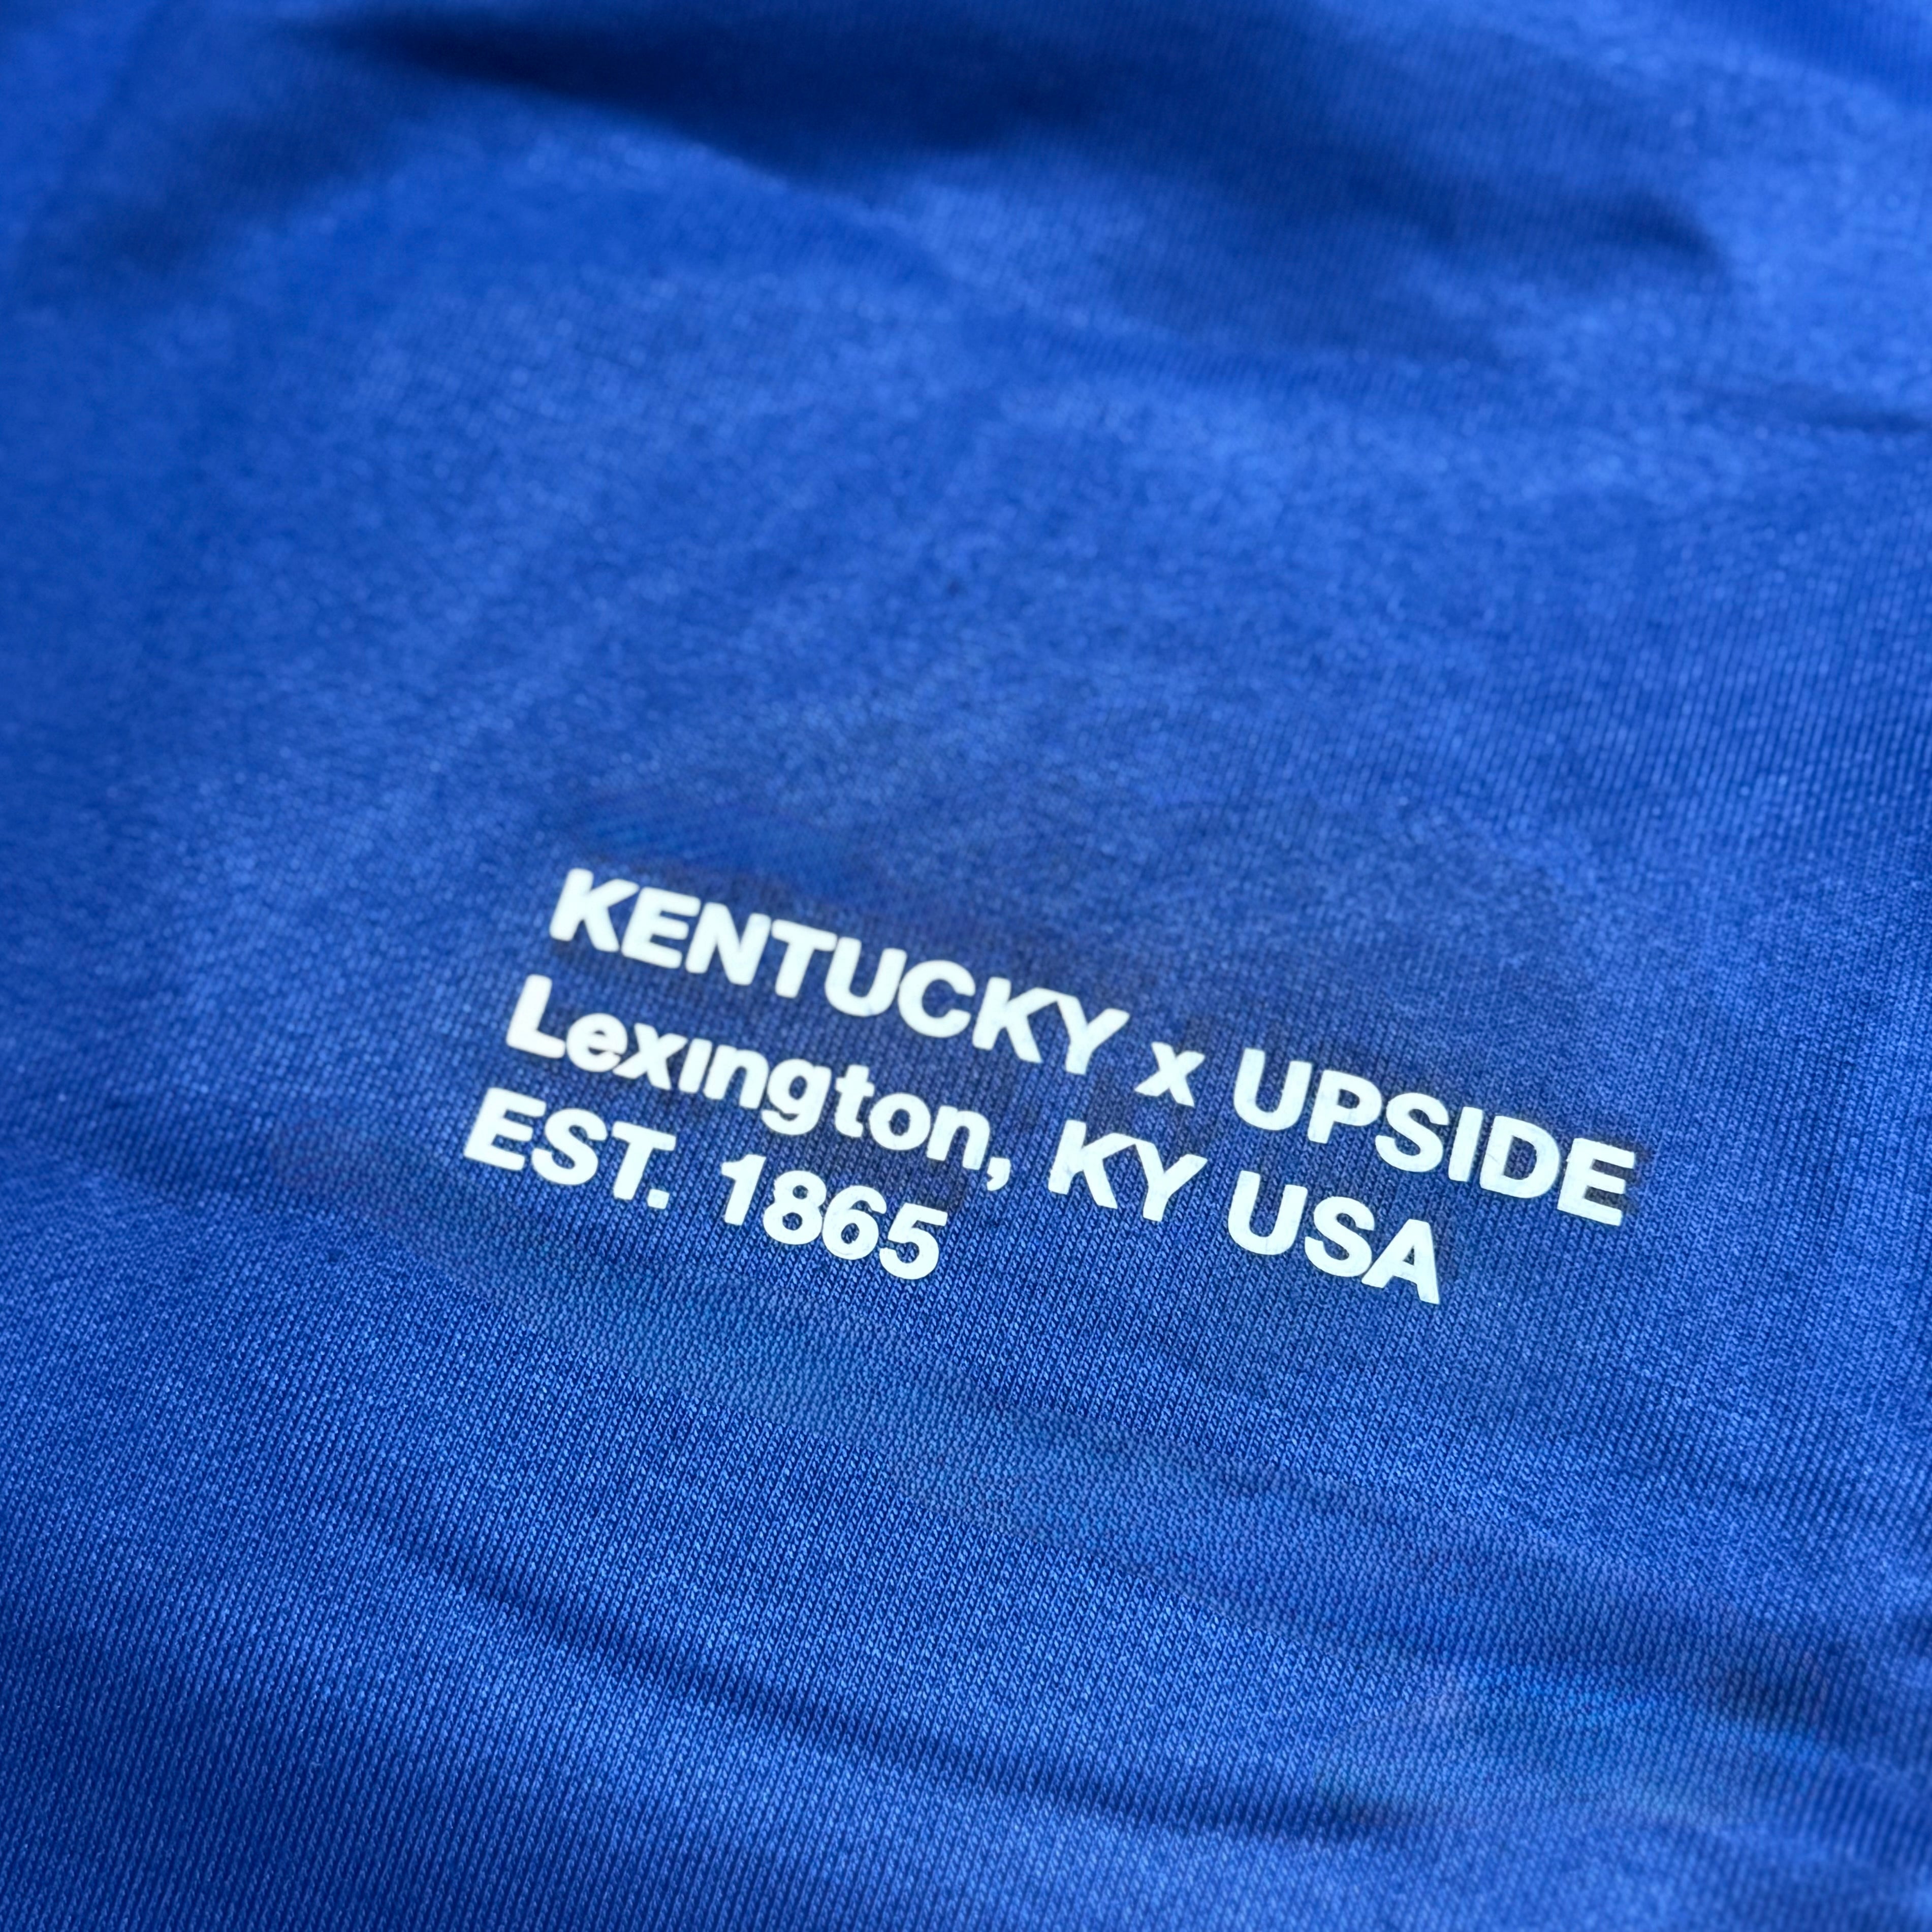 KENTUCKY x UPSIDE
Lexington, KY USA
EST. 1865